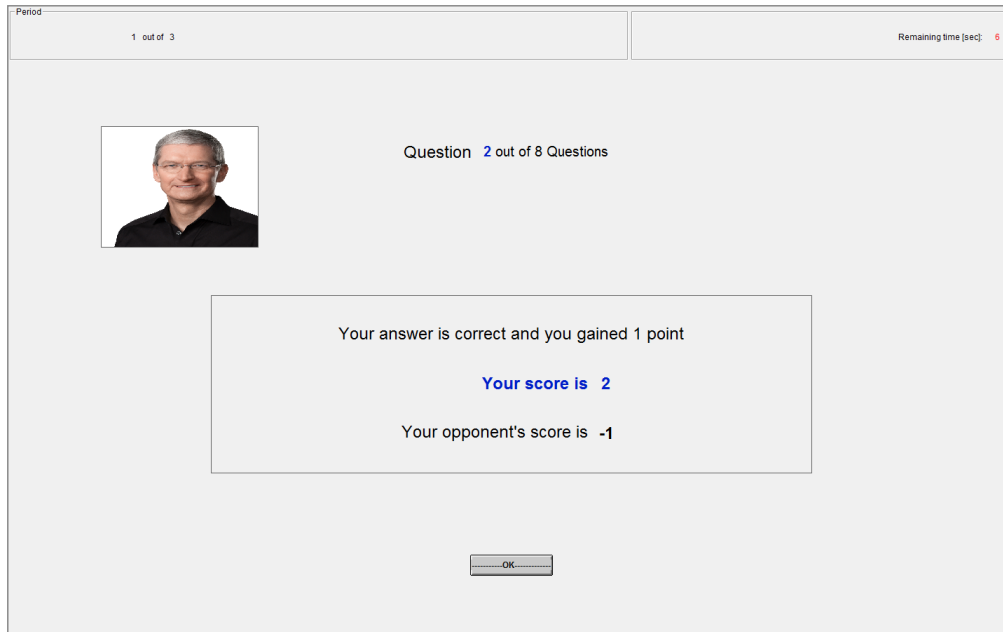 Period
1 out of 3
Remaining time [sec]: 6
Question 2 out of 8 Questions
Your answer is correct and you gained 1 point
Your score is 2
Your opponent's score is -1
OK